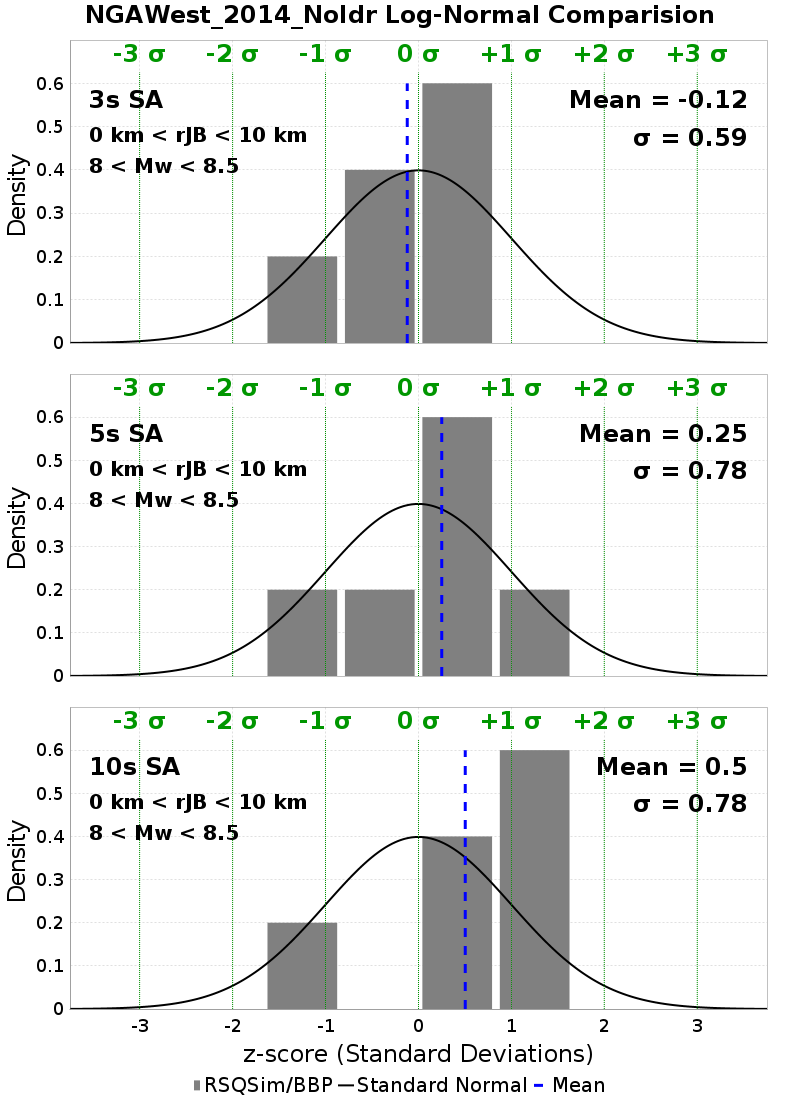 NGAWest_2014_NoIdr Log-Normal Comparision
-3 σ -2 σ -1 σ 0 σ +1 σ +2 σ +3 σ
0.6
3s SA Mean = -0.12
0.5
0 km < rJB < 10 km σ = 0.59
8 < Mw < 8.5
0.4
0.3
0.2
0.1
0
Density
-3 σ -2 σ -1 σ 0 σ +1 σ +2 σ +3 σ
0.6
5s SA Mean = 0.25
0.5
0 km < rJB < 10 km σ = 0.78
8 < Mw < 8.5
0.4
0.3
0.2
0.1
0
Density
-3 σ -2 σ -1 σ 0 σ +1 σ +2 σ +3 σ
0.6
10s SA Mean = 0.5
0.5
0 km < rJB < 10 km σ = 0.78
8 < Mw < 8.5
0.4
0.3
0.2
0.1
0
Density
-3 -2 -1 0 1 2 3
z-score (Standard Deviations)
RSQSim/BBP Standard Normal Mean